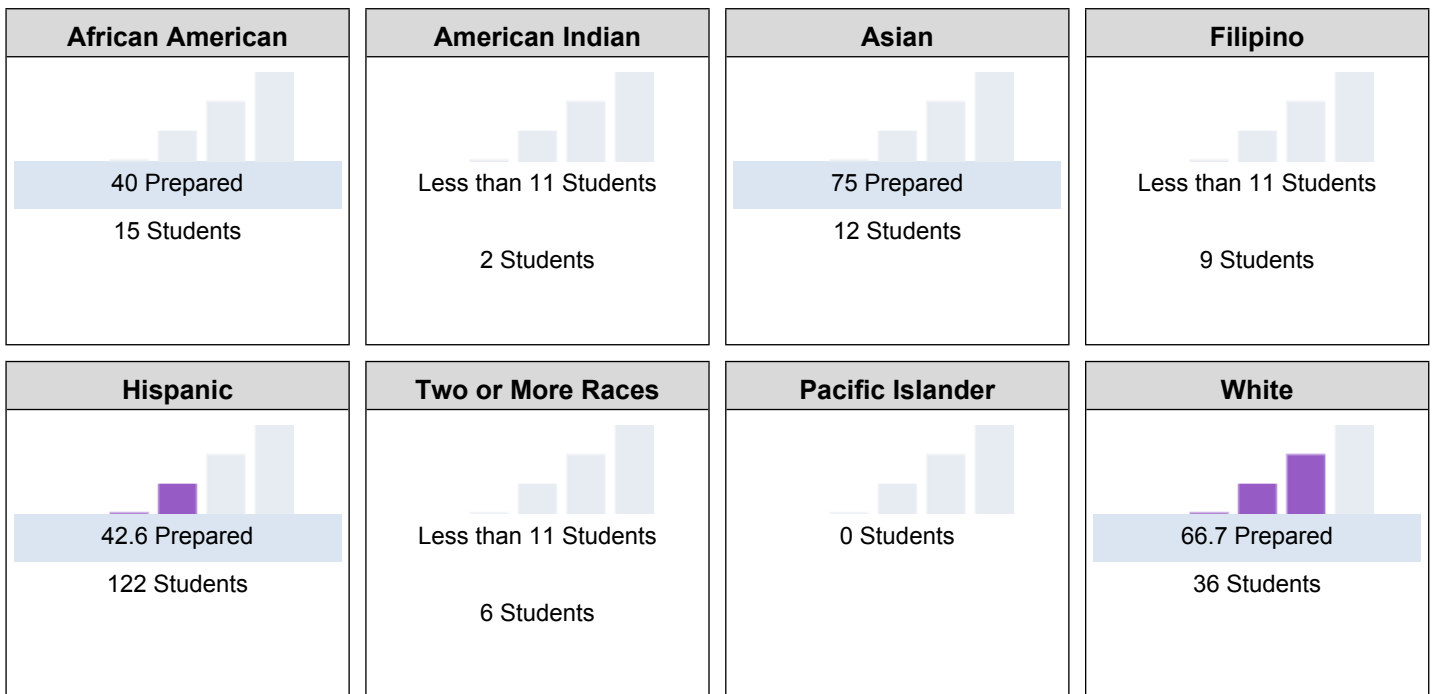 African American
40 Prepared
15 Students
American Indian
Less than 11 Students
2 Students
Asian
75 Prepared
12 Students
Filipino
Less than 11 Students
9 Students
Hispanic
42.6 Prepared
122 Students
Two or More Races
Less than 11 Students
6 Students
Pacific Islander
0 Students
White
66.7 Prepared
36 Students